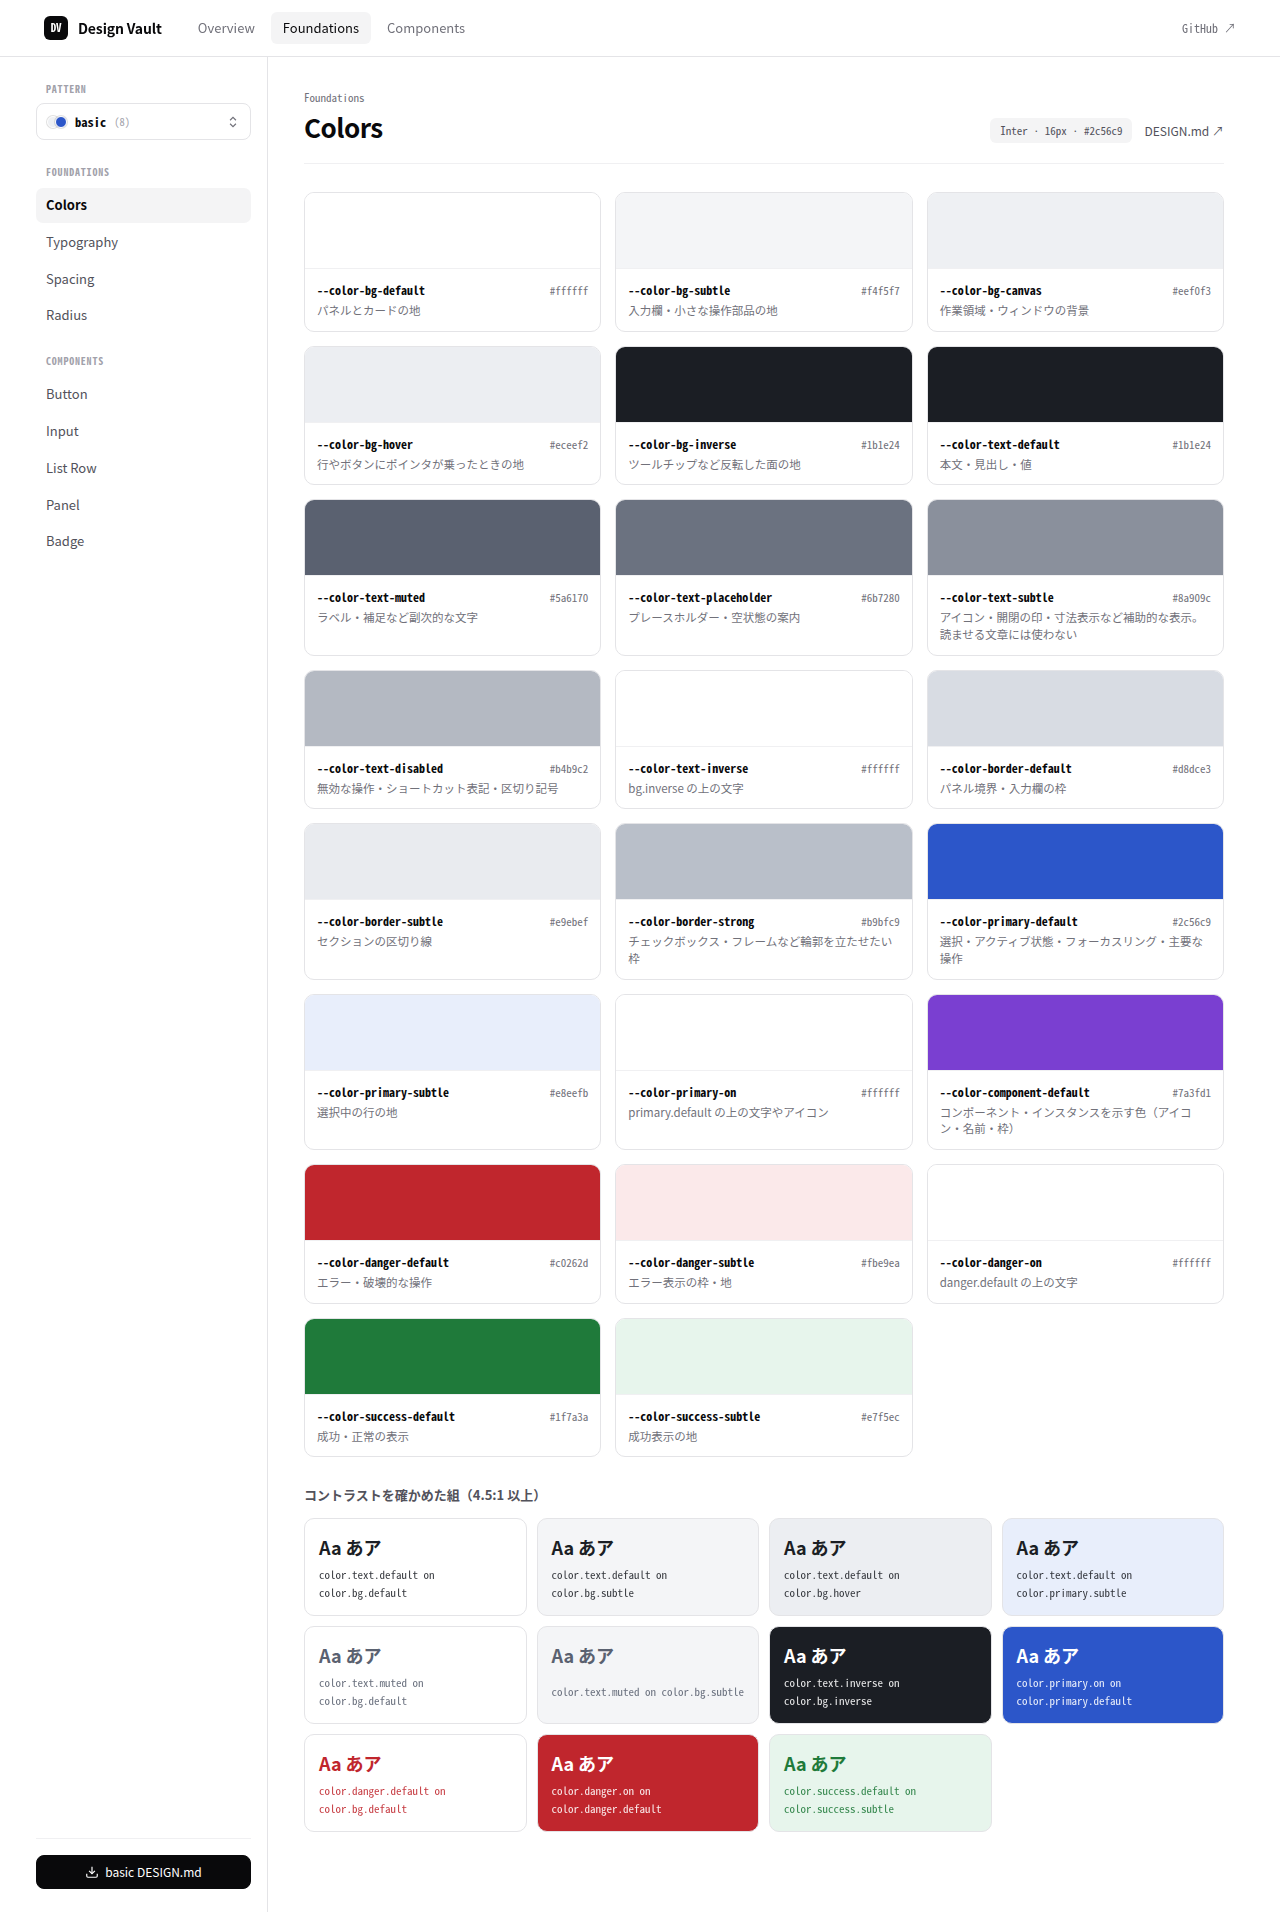 DV Design Vault Overview Foundations Components GitHub ↗
PATTERN
basic (8)
FOUNDATIONS
Colors
Typography
Spacing
Radius
COMPONENTS
Button
Input
List Row
Panel
Badge
basic DESIGN.md
Foundations
Colors
Inter · 16px · #2c56c9 DESIGN.md ↗
--color-bg-default #ffffff
パネルとカードの地
--color-bg-subtle #f4f5f7
入力欄・小さな操作部品の地
--color-bg-canvas #eef0f3
作業領域・ウィンドウの背景
--color-bg-hover #eceef2
行やボタンにポインタが乗ったときの地
--color-bg-inverse #1b1e24
ツールチップなど反転した面の地
--color-text-default #1b1e24
本文・見出し・値
--color-text-muted #5a6170
ラベル・補足など副次的な文字
--color-text-placeholder #6b7280
プレースホルダー・空状態の案内
--color-text-subtle #8a909c
アイコン・開閉の印・寸法表示など補助的な表示。
読ませる文章には使わない
--color-text-disabled #b4b9c2
無効な操作・ショートカット表記・区切り記号
--color-text-inverse #ffffff
bg.inverse の上の文字
--color-border-default #d8dce3
パネル境界・入力欄の枠
--color-border-subtle #e9ebef
セクションの区切り線
--color-border-strong #b9bfc9
チェックボックス・フレームなど輪郭を立たせたい
枠
--color-primary-default #2c56c9
選択・アクティブ状態・フォーカスリング・主要な
操作
--color-primary-subtle #e8eefb
選択中の行の地
--color-primary-on #ffffff
primary.default の上の文字やアイコン
--color-component-default #7a3fd1
コンポーネント・インスタンスを示す色（アイコ
ン・名前・枠）
--color-danger-default #c0262d
エラー・破壊的な操作
--color-danger-subtle #fbe9ea
エラー表示の枠・地
--color-danger-on #ffffff
danger.default の上の文字
--color-success-default #1f7a3a
成功・正常の表示
--color-success-subtle #e7f5ec
成功表示の地
コントラストを確かめた組（4.5:1 以上）
Aa あア
color.text.default on
color.bg.default
Aa あア
color.text.default on
color.bg.subtle
Aa あア
color.text.default on
color.bg.hover
Aa あア
color.text.default on
color.primary.subtle
Aa あア
color.text.muted on
color.bg.default
Aa あア
color.text.muted on color.bg.subtle
Aa あア
color.text.inverse on
color.bg.inverse
Aa あア
color.primary.on on
color.primary.default
Aa あア
color.danger.default on
color.bg.default
Aa あア
color.danger.on on
color.danger.default
Aa あア
color.success.default on
color.success.subtle